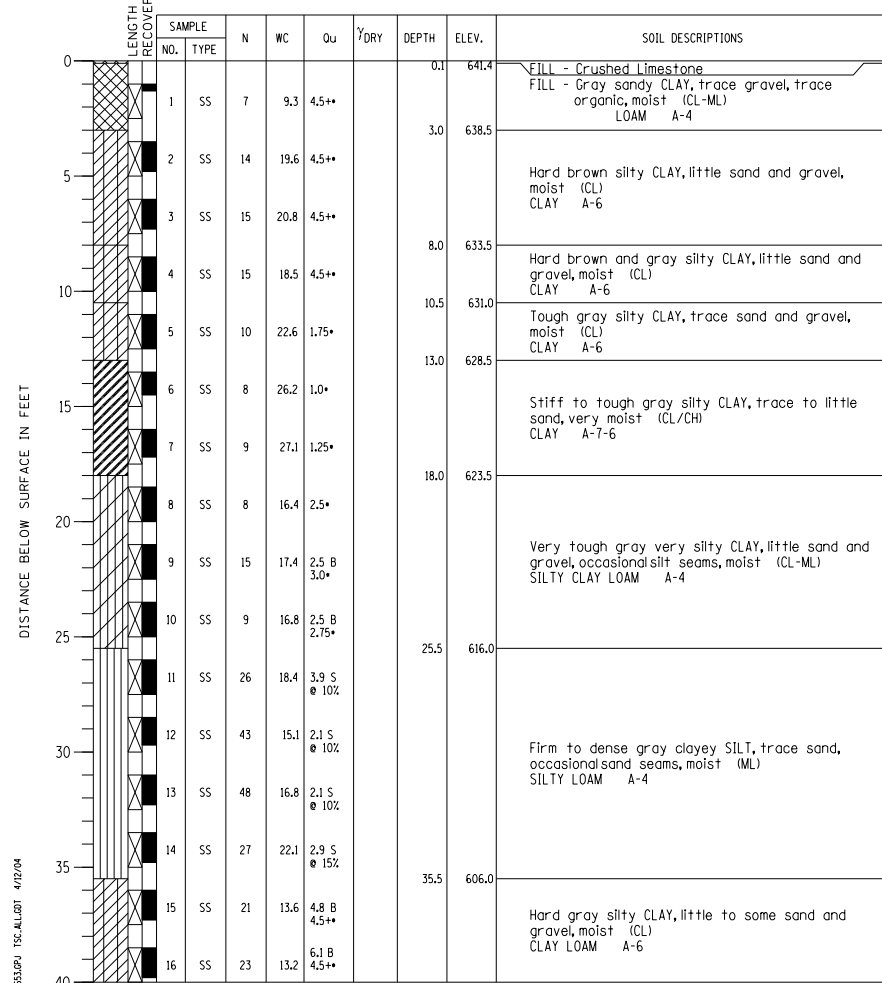 LENGTH
RECOVERY
SAMPLE
NO. TYPE N WC Qu γDRY DEPTH ELEV. SOIL DESCRIPTIONS
DISTANCE BELOW SURFACE IN FEET
0
0.1 641.4 FILL - Crushed Limestone
1 SS 7 9.3 4.5+* FILL - Gray sandy CLAY, trace gravel, trace
organic, moist (CL-ML)
LOAM A-4
3.0 638.5
2 SS 14 19.6 4.5+*
5
Hard brown silty CLAY, little sand and gravel,
moist (CL)
CLAY A-6
3 SS 15 20.8 4.5+*
8.0 633.5
4 SS 15 18.5 4.5+* Hard brown and gray silty CLAY, little sand and
gravel, moist (CL)
CLAY A-6
10
10.5 631.0
5 SS 10 22.6 1.75* Tough gray silty CLAY, trace sand and gravel,
moist (CL)
CLAY A-6
13.0 628.5
6 SS 8 26.2 1.0*
15
Stiff to tough gray silty CLAY, trace to little
sand, very moist (CL/CH)
CLAY A-7-6
7 SS 9 27.1 1.25*
18.0 623.5
8 SS 8 16.4 2.5*
20
9 SS 15 17.4 2.5 B
3.0*
Very tough gray very silty CLAY, little sand and
gravel, occasional silt seams, moist (CL-ML)
SILTY CLAY LOAM A-4
10 SS 9 16.8 2.5 B
2.75*
25
25.5 616.0
11 SS 26 18.4 3.9 S
@ 10%
12 SS 43 15.1 2.1 S
@ 10%
30
Firm to dense gray clayey SILT, trace sand,
occasional sand seams, moist (ML)
SILTY LOAM A-4
13 SS 48 16.8 2.1 S
@ 10%
14 SS 27 22.1 2.9 S
@ 15%
35
35.5 606.0
15 SS 21 13.6 4.8 B
4.5+*
Hard gray silty CLAY, little to some sand and
gravel, moist (CL)
CLAY LOAM A-6
16 SS 23 13.2 6.1 B
4.5+*
40
553.GPJ TSC_ALL.GDT 4/12/04